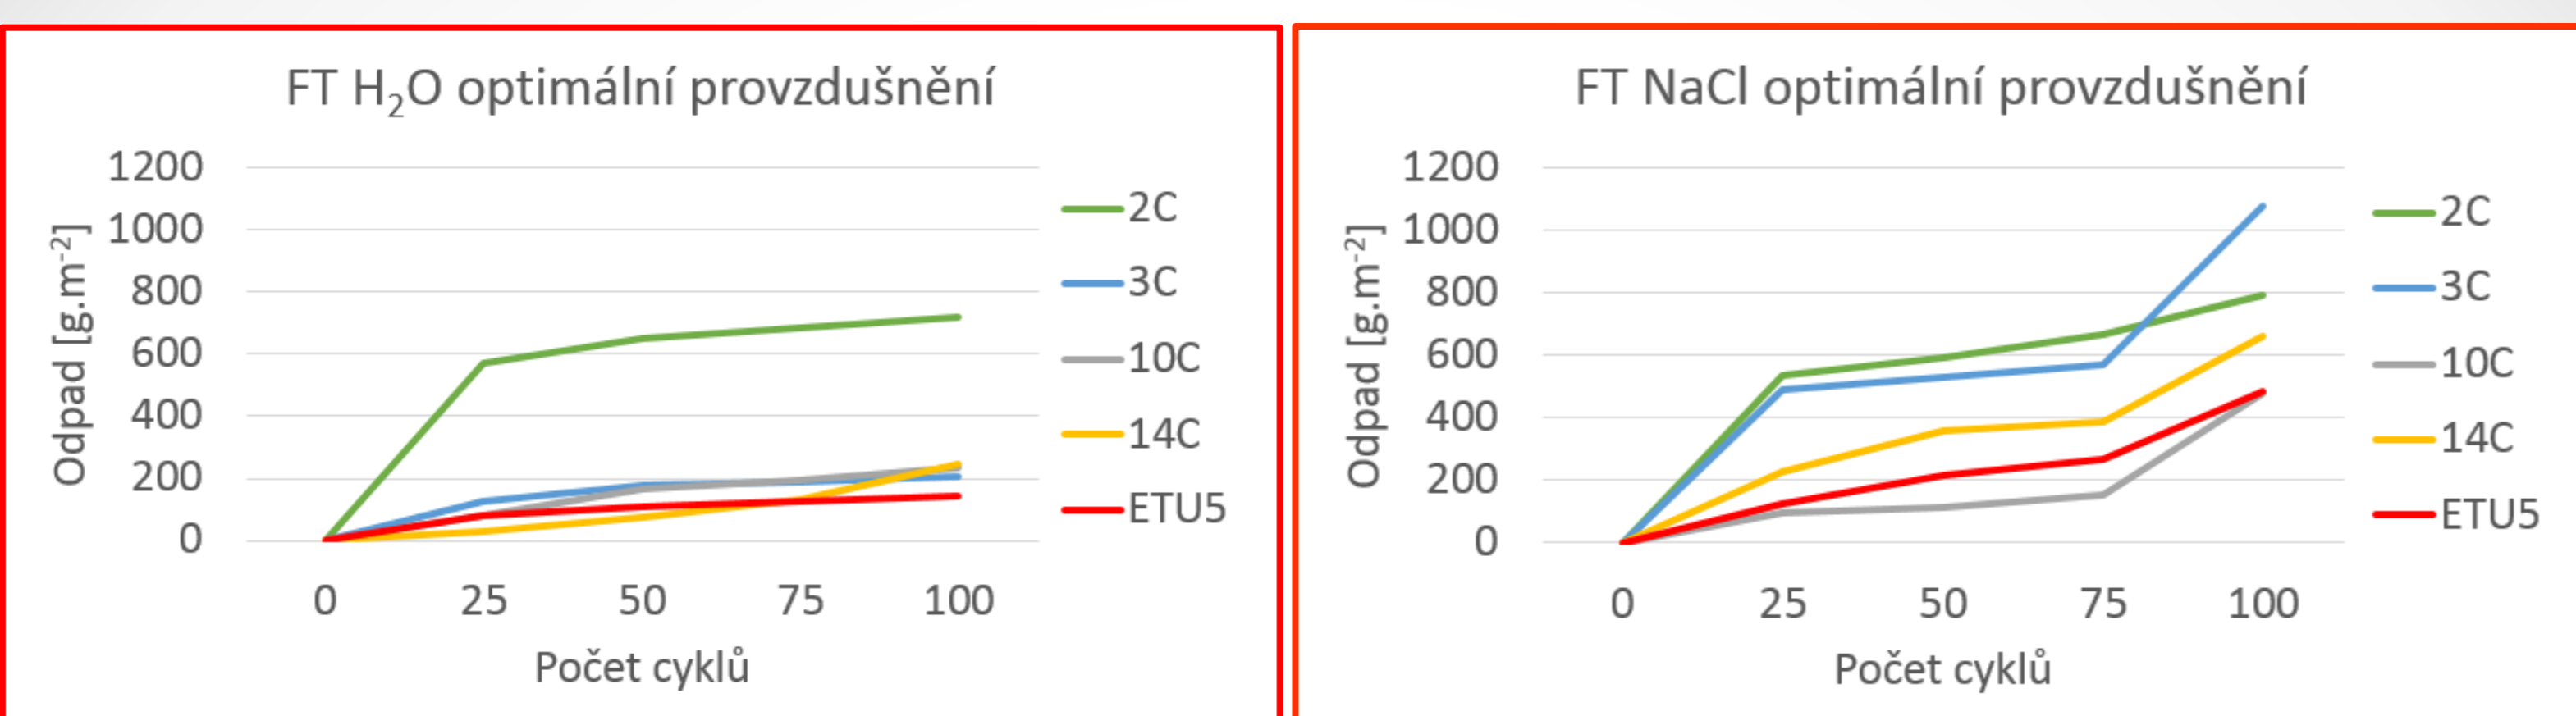 FT H₂O optimální provzdušnění
Odpad [g.m⁻²]
1200
1000
800
600
400
200
0
0 25 50 75 100
Počet cyklů
2C
3C
10C
14C
ETU5
FT NaCl optimální provzdušnění
Odpad [g.m⁻²]
1200
1000
800
600
400
200
0
0 25 50 75 100
Počet cyklů
2C
3C
10C
14C
ETU5